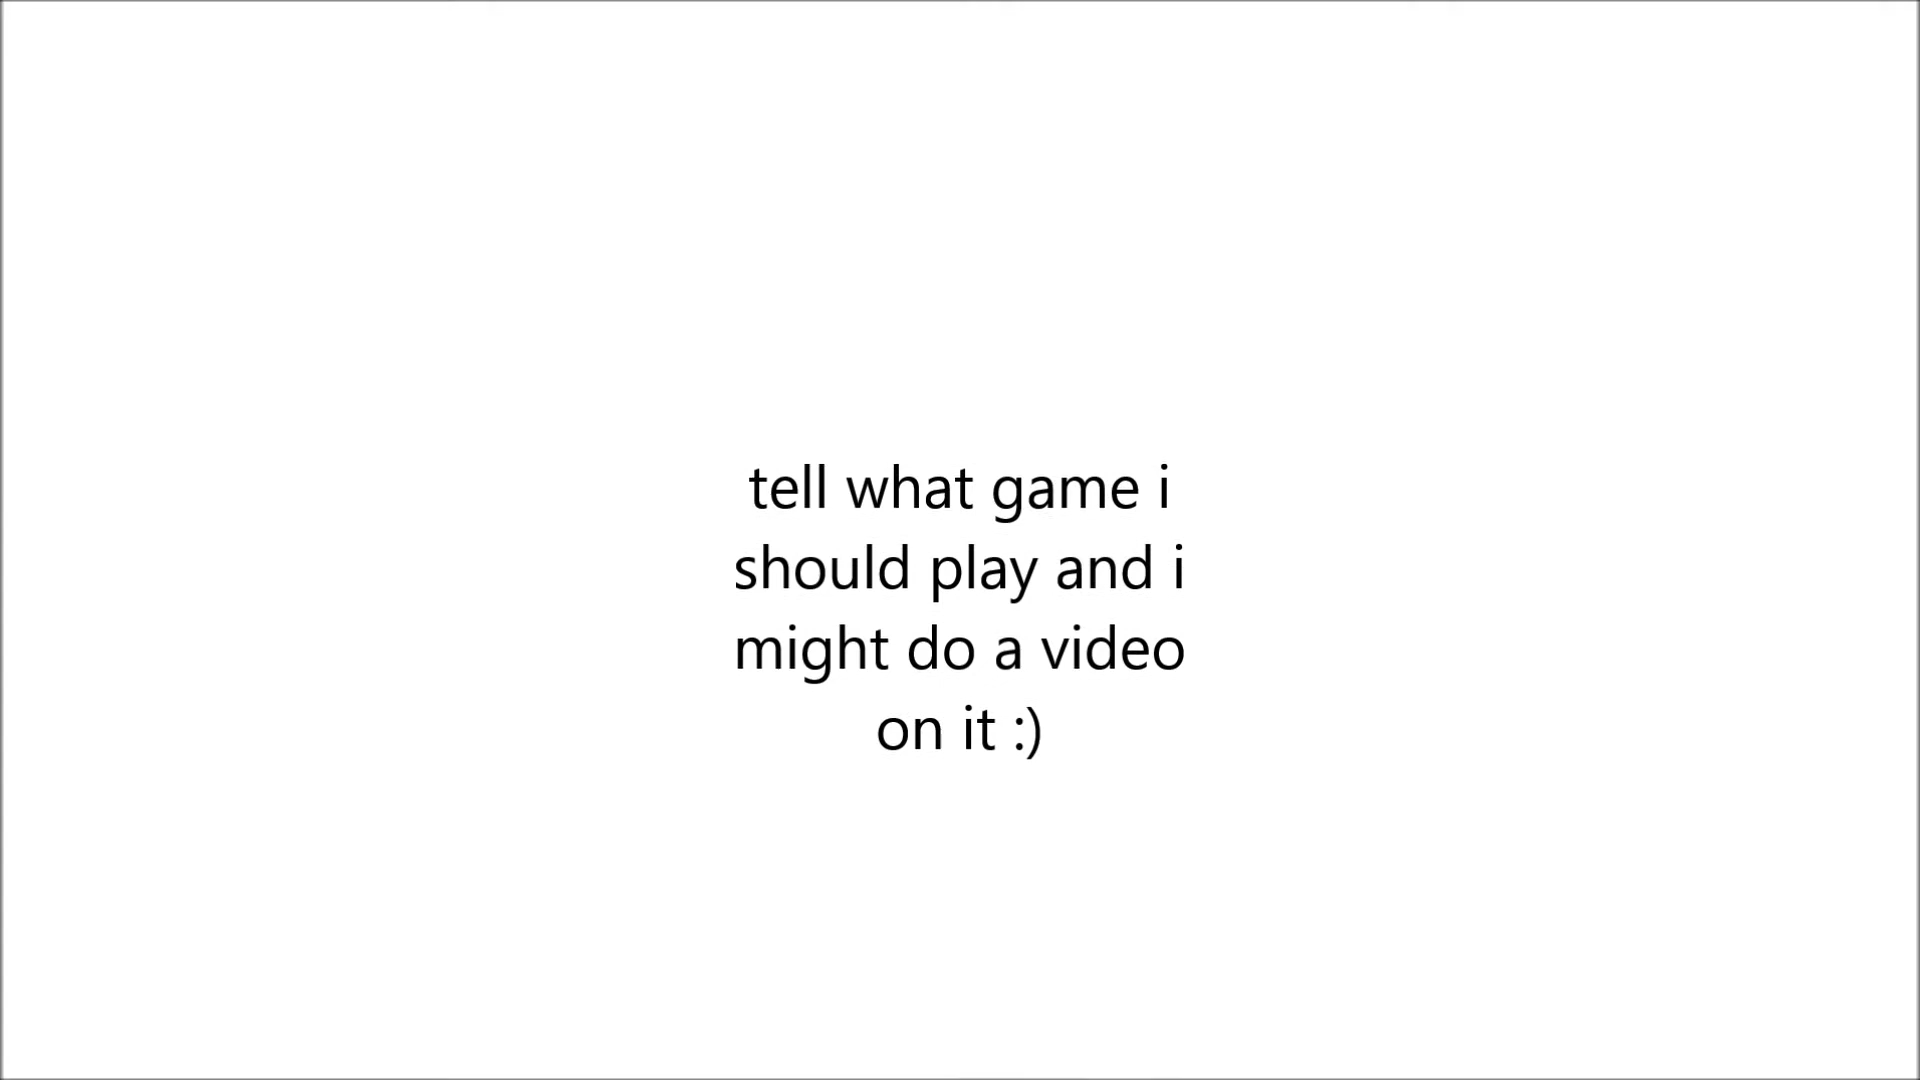 tell what game i
should play and i
might do a video
on it :)